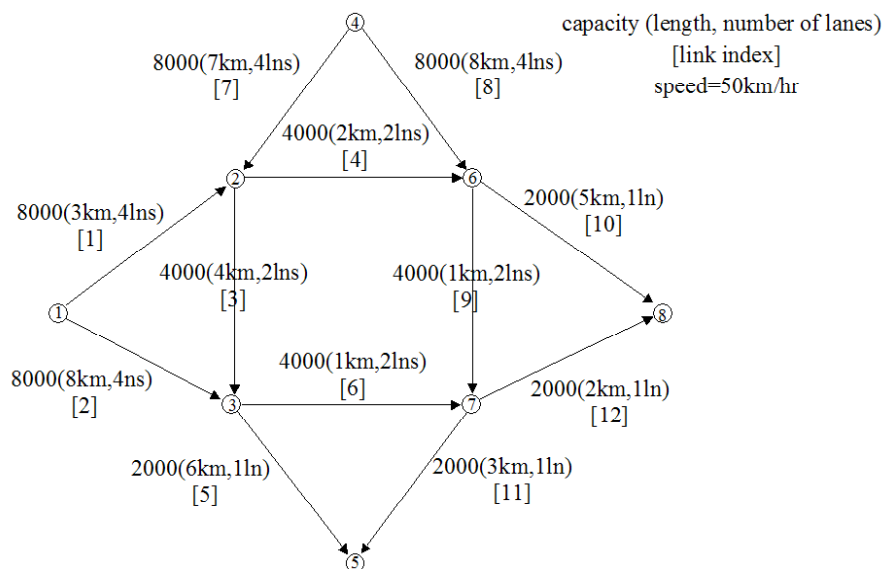 4
capacity (length, number of lanes)
[link index]
speed=50km/hr
8000(7km,4lns)
[7]
8000(8km,4lns)
[8]
4000(2km,2lns)
[4]
2
6
8000(3km,4lns)
[1]
2000(5km,1ln)
[10]
4000(4km,2lns)
[3]
4000(1km,2lns)
[9]
1
8
4000(1km,2lns)
[6]
8000(8km,4ns)
[2]
3
7
2000(2km,1ln)
[12]
2000(6km,1ln)
[5]
2000(3km,1ln)
[11]
5